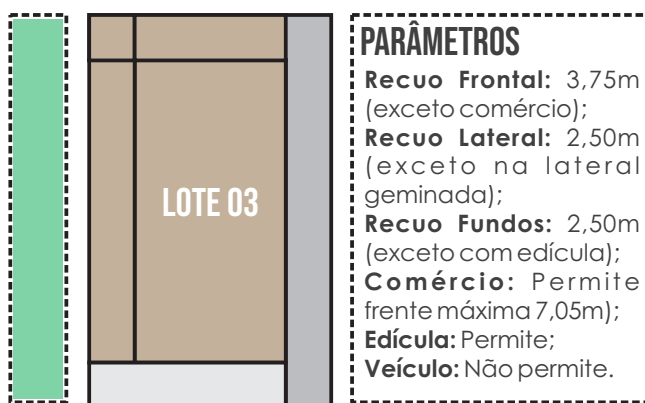 LOTE 03
PARÂMETROS
Recuo Frontal: 3,75m
(exceto comércio);
Recuo Lateral: 2,50m
(exceto na lateral
geminada);
Recuo Fundos: 2,50m
(exceto com edícula);
Comércio: Permite
frente máxima 7,05m);
Edícula: Permite;
Veículo: Não permite.